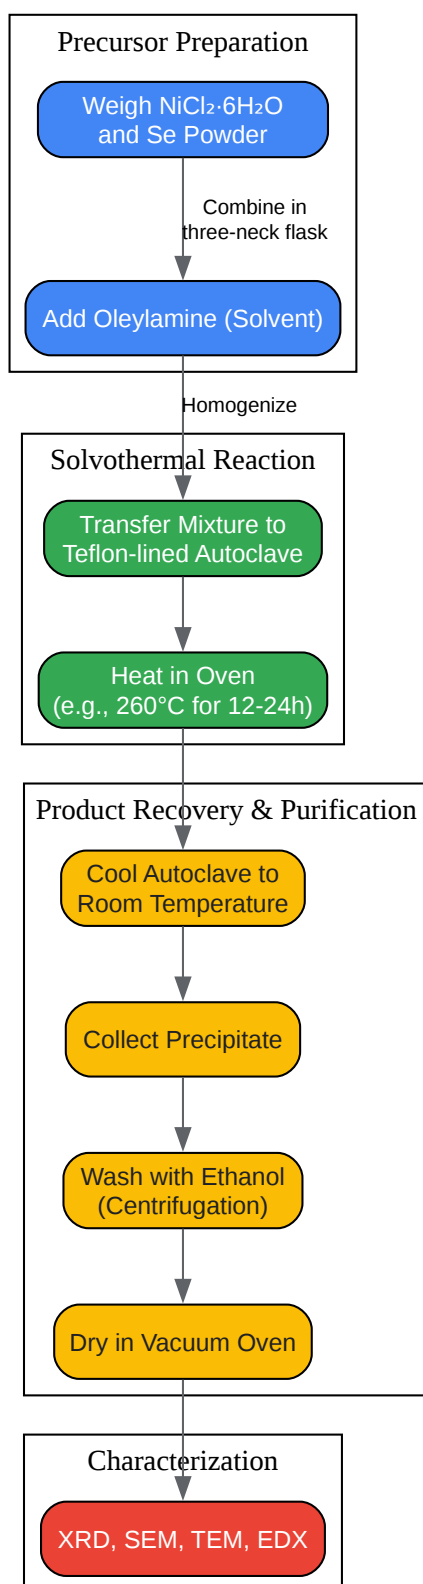 Precursor Preparation
Weigh NiCl₂·6H₂O
and Se Powder
Combine in
three-neck flask
Add Oleylamine (Solvent)
Homogenize
Solvothermal Reaction
Transfer Mixture to
Teflon-lined Autoclave
Heat in Oven
(e.g., 260°C for 12-24h)
Product Recovery & Purification
Cool Autoclave to
Room Temperature
Collect Precipitate
Wash with Ethanol
(Centrifugation)
Dry in Vacuum Oven
Characterization
XRD, SEM, TEM, EDX